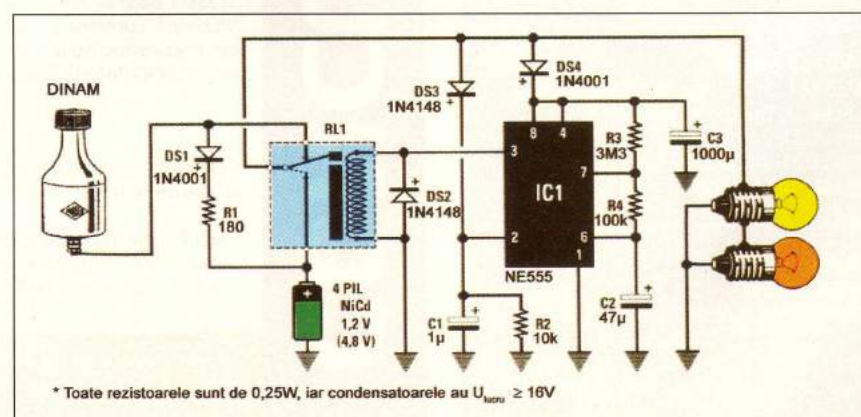 DINAM
DS1
1N4001
R1
180
RL1
DS2
1N4148
DS3
1N4148
DS4
1N4001
8
4
3
7
2
6
1
IC1
NE555
R3
3M3
R4
100k
C3
1000µ
C2
47µ
C1
1µ
R2
10k
4 PIL
NiCd
1,2 V
(4,8 V)
* Toate rezistoarele sunt de 0,25W, iar condensatoarele au Ulucru ≥ 16V